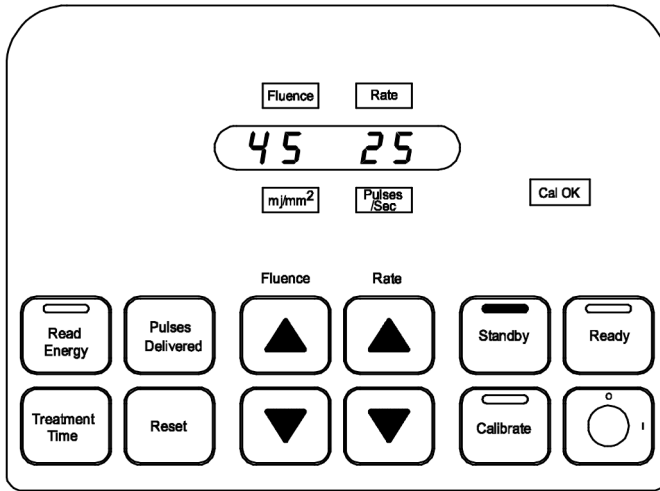 Fluence Rate
45 25
mj/mm²
Pulses
/Sec
Cal OK
Fluence Rate
Read
Energy
Pulses
Delivered
Standby
Ready
Treatment
Time
Reset
Calibrate
O
I